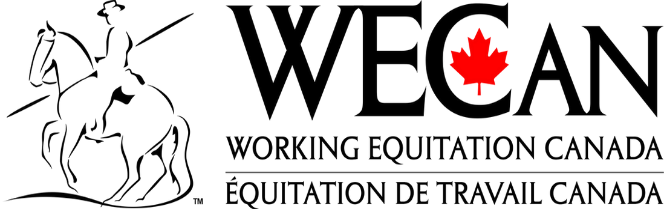 WECAN
WORKING EQUITATION CANADA
ÉQUITATION DE TRAVAIL CANADA
TM